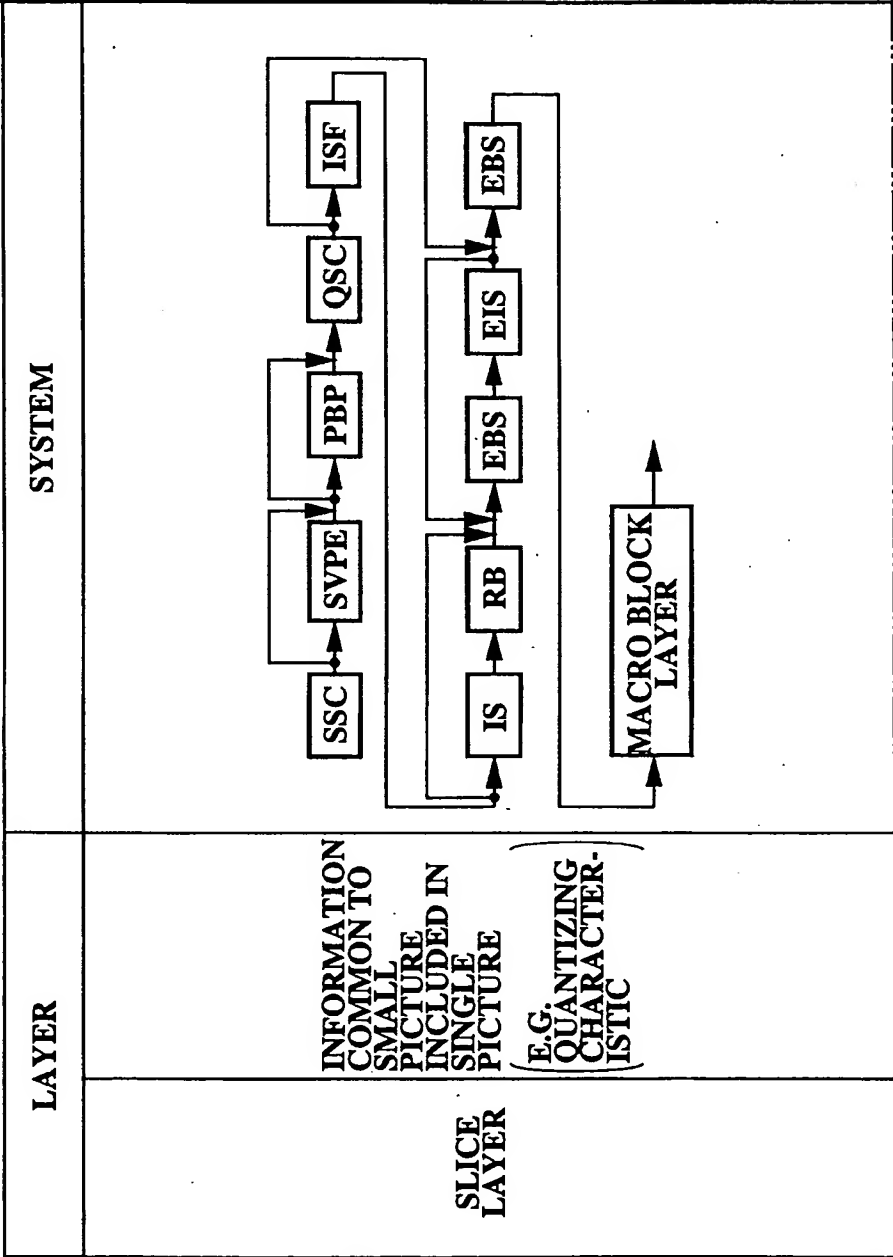 LAYER
SYSTEM
SLICE
LAYER
INFORMATION
COMMON TO
SMALL
PICTURE
INCLUDED IN
SINGLE
PICTURE
E.G.
QUANTIZING
CHARACTER-
ISTIC
SSC
SVPE
PBP
QSC
ISF
IS
RB
EBS
EIS
EBS
MACRO BLOCK
LAYER